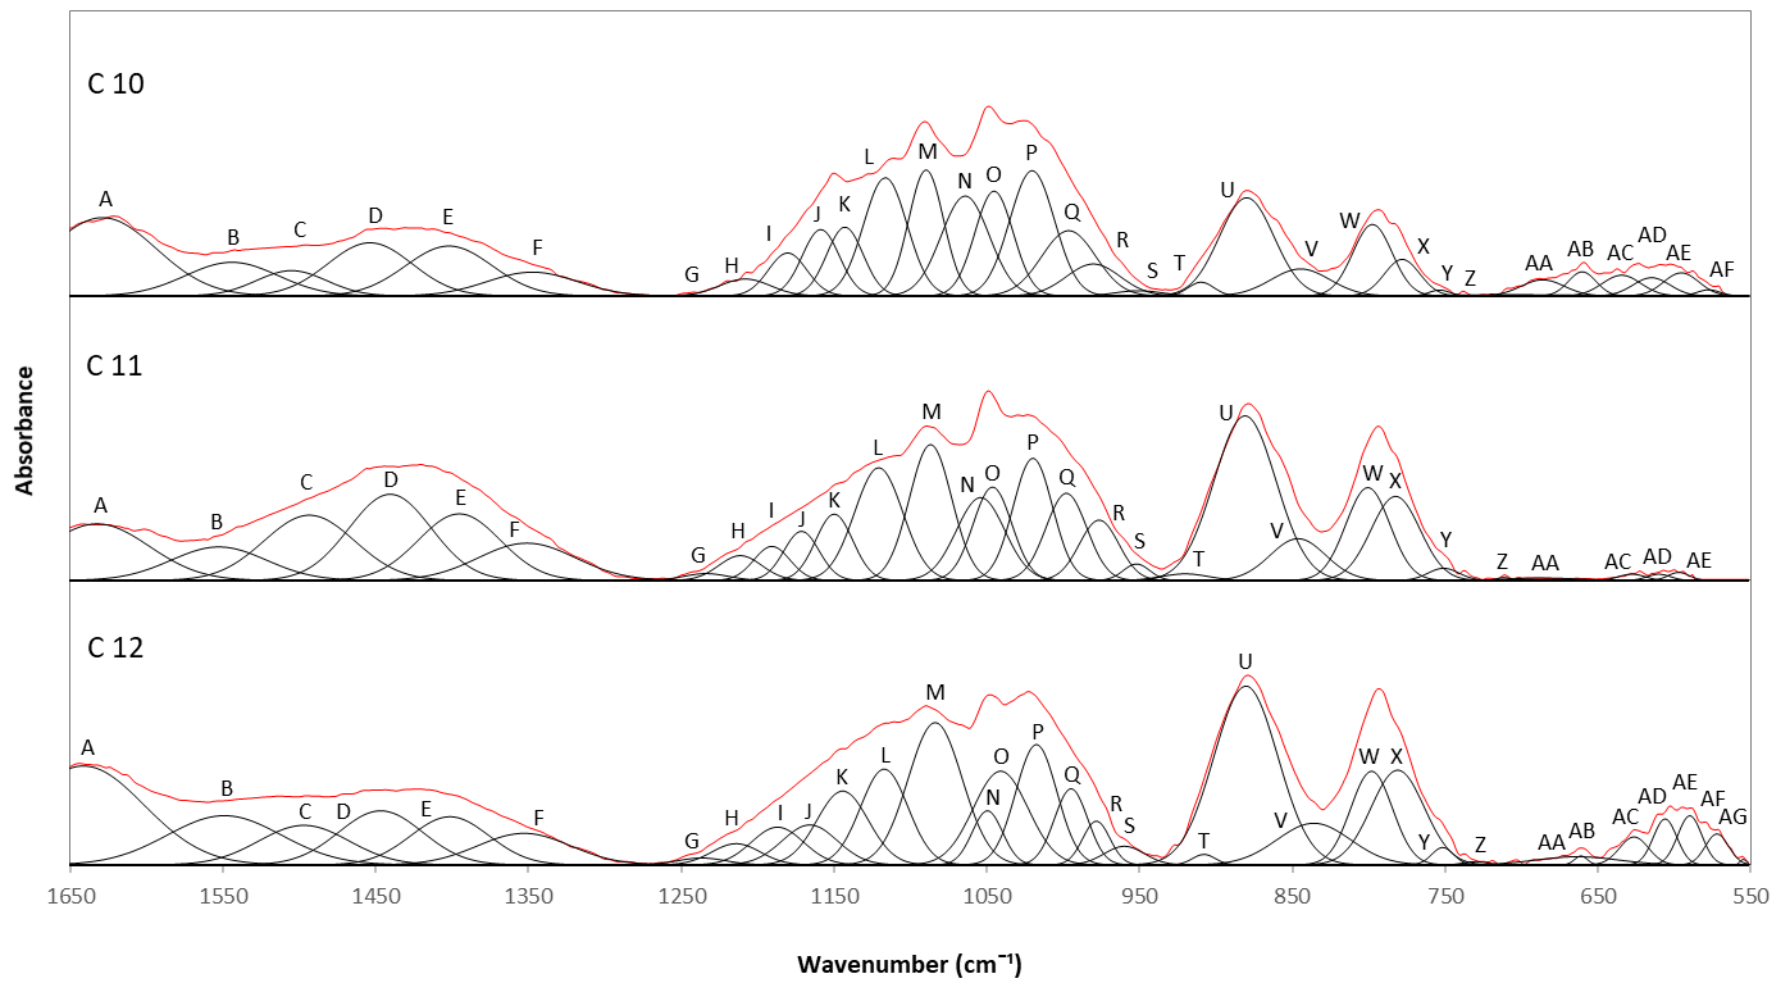 C 10
A B C D E F G H I J K L M N O P Q R S T U V W X Y Z AA AB AC AD AE AF
C 11
A B C D E F G H I J K L M N O P Q R S T U V W X Y Z AA AC AD AE
C 12
A B C D E F G H I J K L M N O P Q R S T U V W X Y Z AA AB AC AD AE AF AG
1650 1550 1450 1350 1250 1150 1050 950 850 750 650 550
Absorbance
Wavenumber (cm⁻¹)